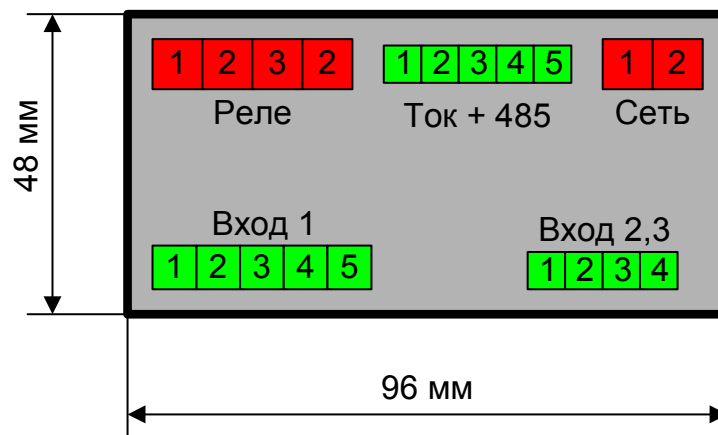 1 2 3 2
1 2 3 4 5
1 2
Реле
Ток + 485
Сеть
48 мм
Вход 1
Вход 2,3
1 2 3 4 5
1 2 3 4
96 мм